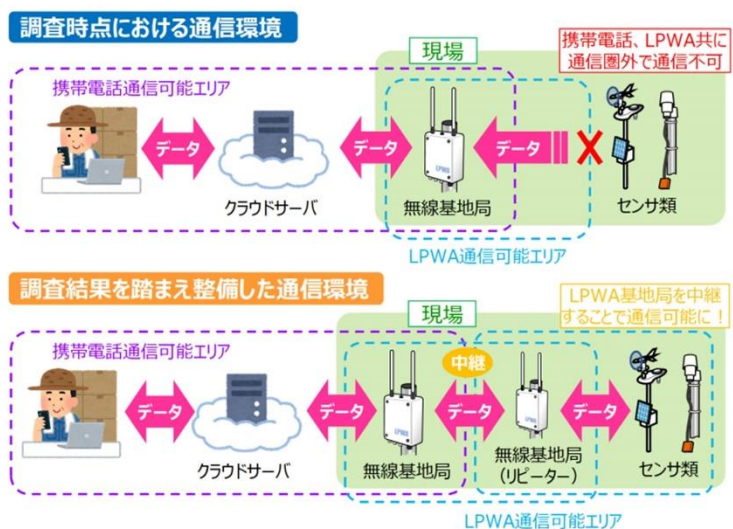 調査時点における通信環境
現場
携帯電話、LPWA共に
通信圏外で通信不可
携帯電話通信可能エリア
データ
データ
データ
LPWA
クラウドサーバ
無線基地局
センサ類
LPWA通信可能エリア
調査結果を踏まえ整備した通信環境
現場
LPWA基地局を中継
することで通信可能に！
携帯電話通信可能エリア
中継
データ
データ
データ
データ
LPWA
LPWA
クラウドサーバ
無線基地局
無線基地局
(リピーター)
センサ類
LPWA通信可能エリア